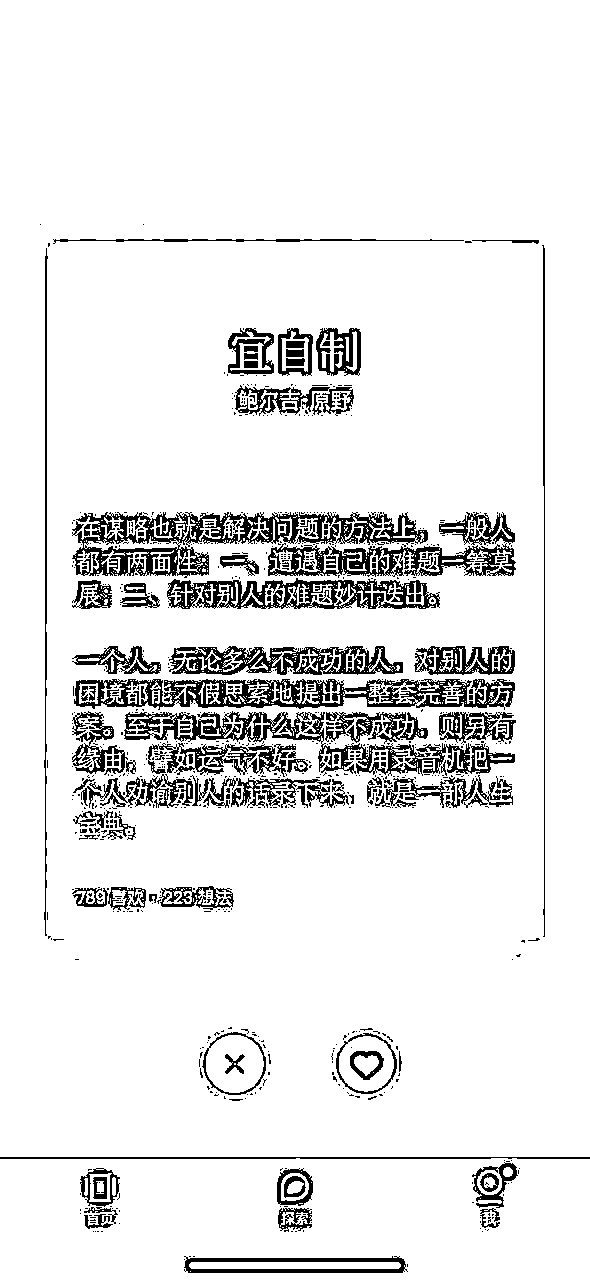 宜自制
鲍尔吉·原野
在谋略也就是解决问题的方法上，一般人
都有两面性：一、遭遇自己的难题一筹莫
展；二、针对别人的难题妙计迭出。
一个人，无论多么不成功的人，对别人的
困境都能不假思索地提出一整套完善的方
案。至于自己为什么这样不成功，则另有
缘由，譬如运气不好。如果用录音机把一
个人劝谕别人的话录下来，就是一部人生
宝典。
789 喜欢 · 223 想法
首页 探索 我